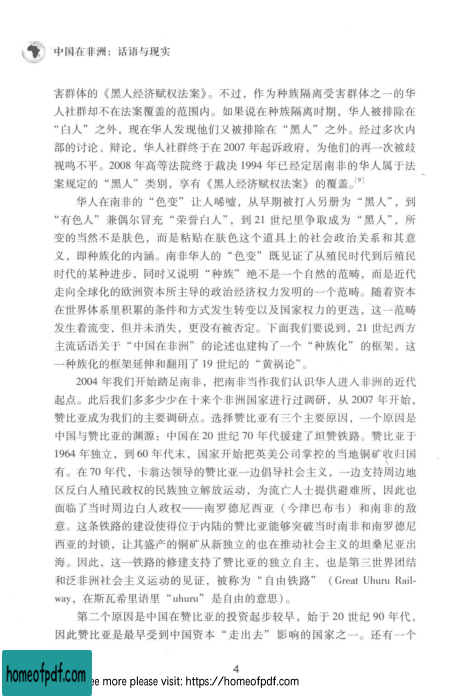 中国在非洲：话语与现实
害群体的《黑人经济赋权法案》。不过，作为种族隔离受害群体之一的华
人社群却不在法案覆盖的范围内。如果说在种族隔离时期，华人被排除在
“白人”之外，现在华人发现他们又被排除在“黑人”之外。经过多次内
部的讨论、辩论，华人社群终于在 2007 年起诉政府，为他们的再一次被歧
视鸣不平。2008 年高等法院终于裁决 1994 年已经定居南非的华人属于法
案规定的“黑人”类别，享有《黑人经济赋权法案》的覆盖。[9]
华人在南非的“色变”让人唏嘘，从早期被打入另册为“黑人”，到
“有色人”兼偶尔冒充“荣誉白人”，到 21 世纪里争取成为“黑人”，所
变的当然不是肤色，而是粘贴在肤色这个道具上的社会政治关系和其意
义，即种族化的内涵。南非华人的“色变”既见证了从殖民时代到后殖民
时代的某种进步，同时又说明“种族”绝不是一个自然的范畴，而是近代
走向全球化的欧洲资本所主导的政治经济权力发明的一个范畴。随着资本
在世界体系里积累的条件和方式发生转变以及国家权力的更迭，这一范畴
发生着流变，但并未消失，更没有被否定。下面我们要说到，21 世纪西方
主流话语关于“中国在非洲”的论述也建构了一个“种族化”的框架，这
一种族化的框架延伸和翻用了 19 世纪的“黄祸论”。
2004 年我们开始踏足南非，把南非当作我们认识华人进入非洲的近代
起点。此后我们多多少少在十来个非洲国家进行过调研，从 2007 年开始，
赞比亚成为我们的主要调研点。选择赞比亚有三个主要原因，一个原因是
中国与赞比亚的渊源：中国在 20 世纪 70 年代援建了坦赞铁路。赞比亚于
1964 年独立，到 60 年代末，国家开始把英美公司掌控的当地铜矿收归国
有。在 70 年代，卡翁达领导的赞比亚一边倡导社会主义，一边支持周边地
区反白人殖民政权的民族独立解放运动，为流亡人士提供避难所，因此也
面临了当时周边白人政权——南罗德尼西亚（今津巴布韦）和南非的敌
意。这条铁路的建设使得位于内陆的赞比亚能够突破当时南非和南罗德尼
西亚的封锁，让其盛产的铜矿从新独立的也在推动社会主义的坦桑尼亚出
海。因此，这一铁路的修建支持了赞比亚的独立自主，也是第三世界团结
和泛非洲社会主义运动的见证，被称为“自由铁路”（Great Uhuru Rail-
way，在斯瓦希里语里“uhuru”是自由的意思）。
第二个原因是中国在赞比亚的投资起步较早，始于 20 世纪 90 年代，
因此赞比亚是最早受到中国资本“走出去”影响的国家之一。还有一个
4
homeofpdf.com
ee more please visit: https://homeofpdf.com